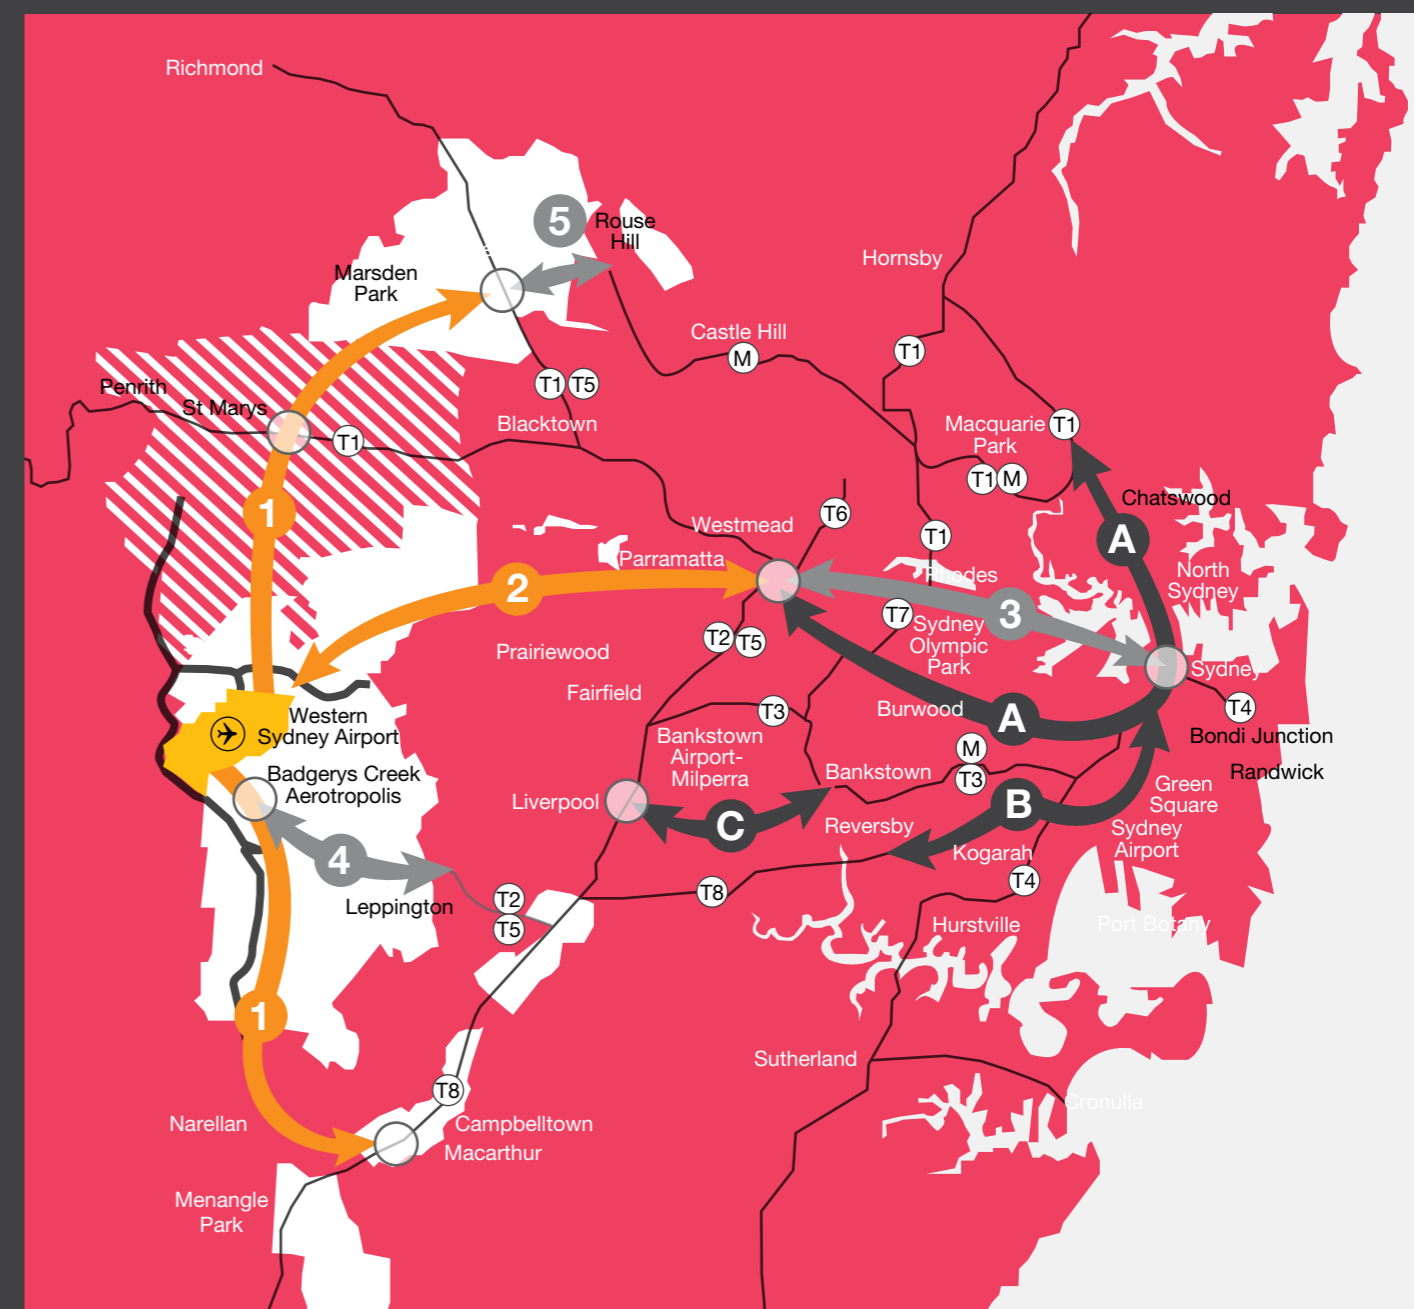 Richmond
5
Rouse
Hill
Hornsby
Marsden
Park
Castle Hill
M
T1
T1
T5
Penrith
St Marys
T1
Blacktown
Macquarie
Park
T1
T1
M
Chatswood
1
T6
Westmead
T1
A
Parramatta
2
Rhodes
North
Sydney
3
T7
Sydney
Olympic
Park
T2
T5
Prairiewood
Sydney
Fairfield
T3
Burwood
A
T4
Western
Sydney Airport
Bankstown
Airport-
Milperra
M
T3
Bondi Junction
Randwick
Badgerys Creek
Aerotropolis
Bankstown
Liverpool
Green
Square
B
C
Reversby
Sydney
Airport
4
Kogarah
T4
Leppington
T2
T5
T8
Hurstville
Port Botany
1
Sutherland
T8
Cronulla
Narellan
Campbelltown
Macarthur
Menangle
Park